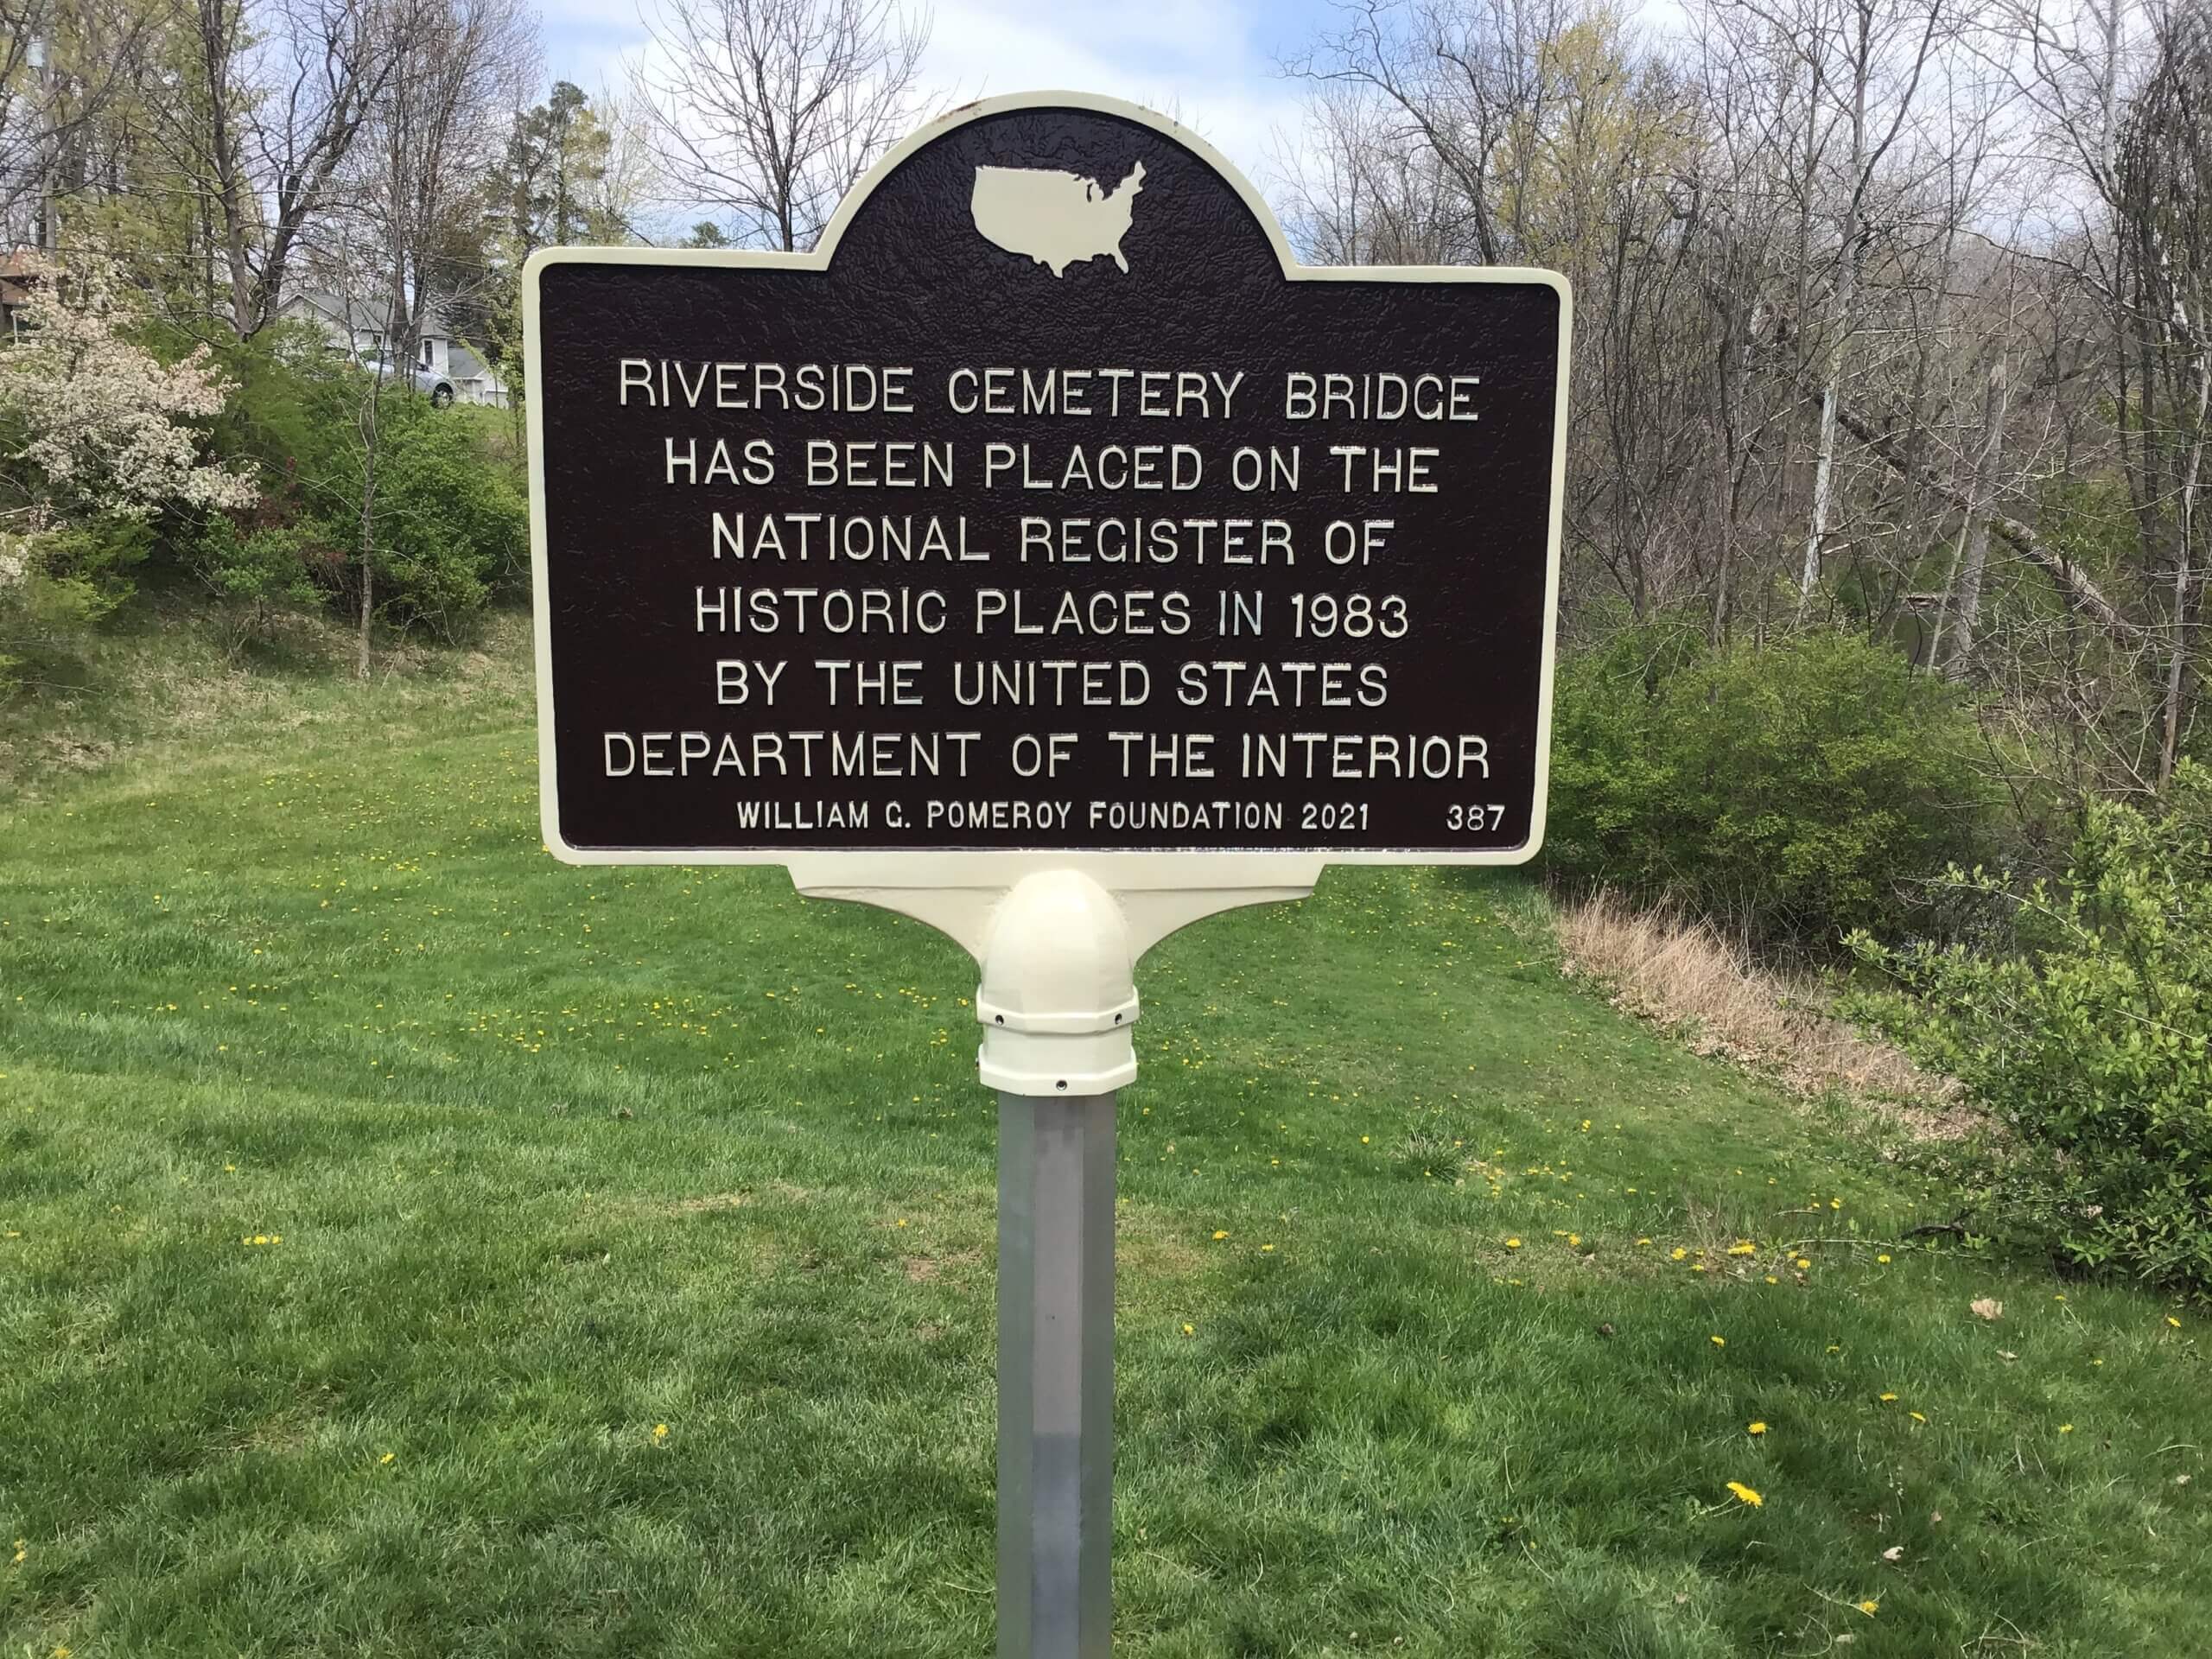 RIVERSIDE CEMETERY BRIDGE
HAS BEEN PLACED ON THE
NATIONAL REGISTER OF
HISTORIC PLACES IN 1983
BY THE UNITED STATES
DEPARTMENT OF THE INTERIOR
WILLIAM G. POMEROY FOUNDATION 2021 387